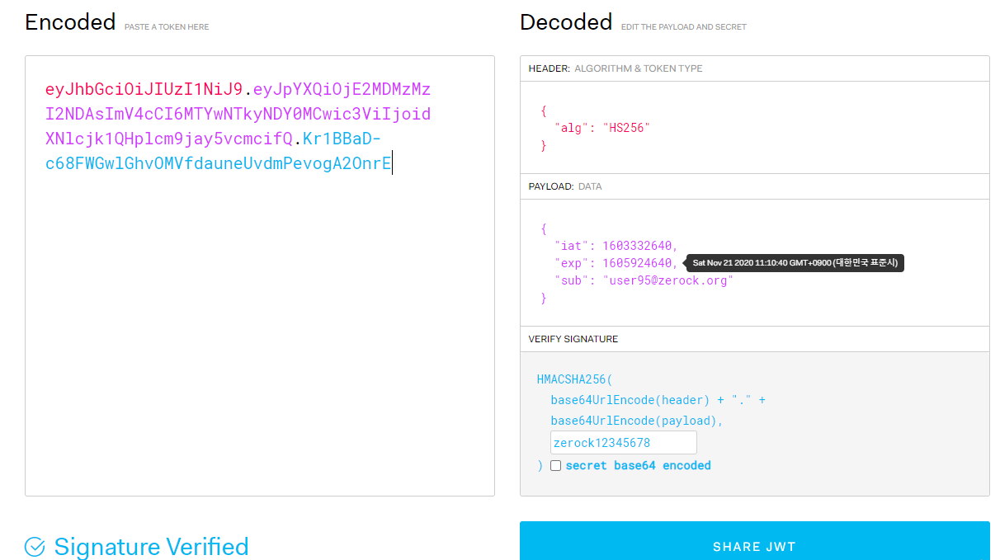 Encoded PASTE A TOKEN HERE
eyJhbGciOiJIUzI1NiJ9.eyJpYXQiOjE2MDMzMz
I2NDAsImV4cCI6MTYwNTkyNDY0MCwic3ViIjoid
XNlcjk1QHplcm9jay5vcmcifQ.Kr1BBaD-
c68FWGwlGhvOMVfdauneUvdmPevogA2OnrE
Signature Verified
Decoded EDIT THE PAYLOAD AND SECRET
HEADER: ALGORITHM & TOKEN TYPE
{
"alg": "HS256"
}
PAYLOAD: DATA
{
"iat": 1603332640,
"exp": 1605924640, Sat Nov 21 2020 11:10:40 GMT+0900 (대한민국 표준시)
"sub": "user95@zerock.org"
}
VERIFY SIGNATURE
HMACSHA256(
base64UrlEncode(header) + "." +
base64UrlEncode(payload),
zerock12345678
) secret base64 encoded
SHARE JWT